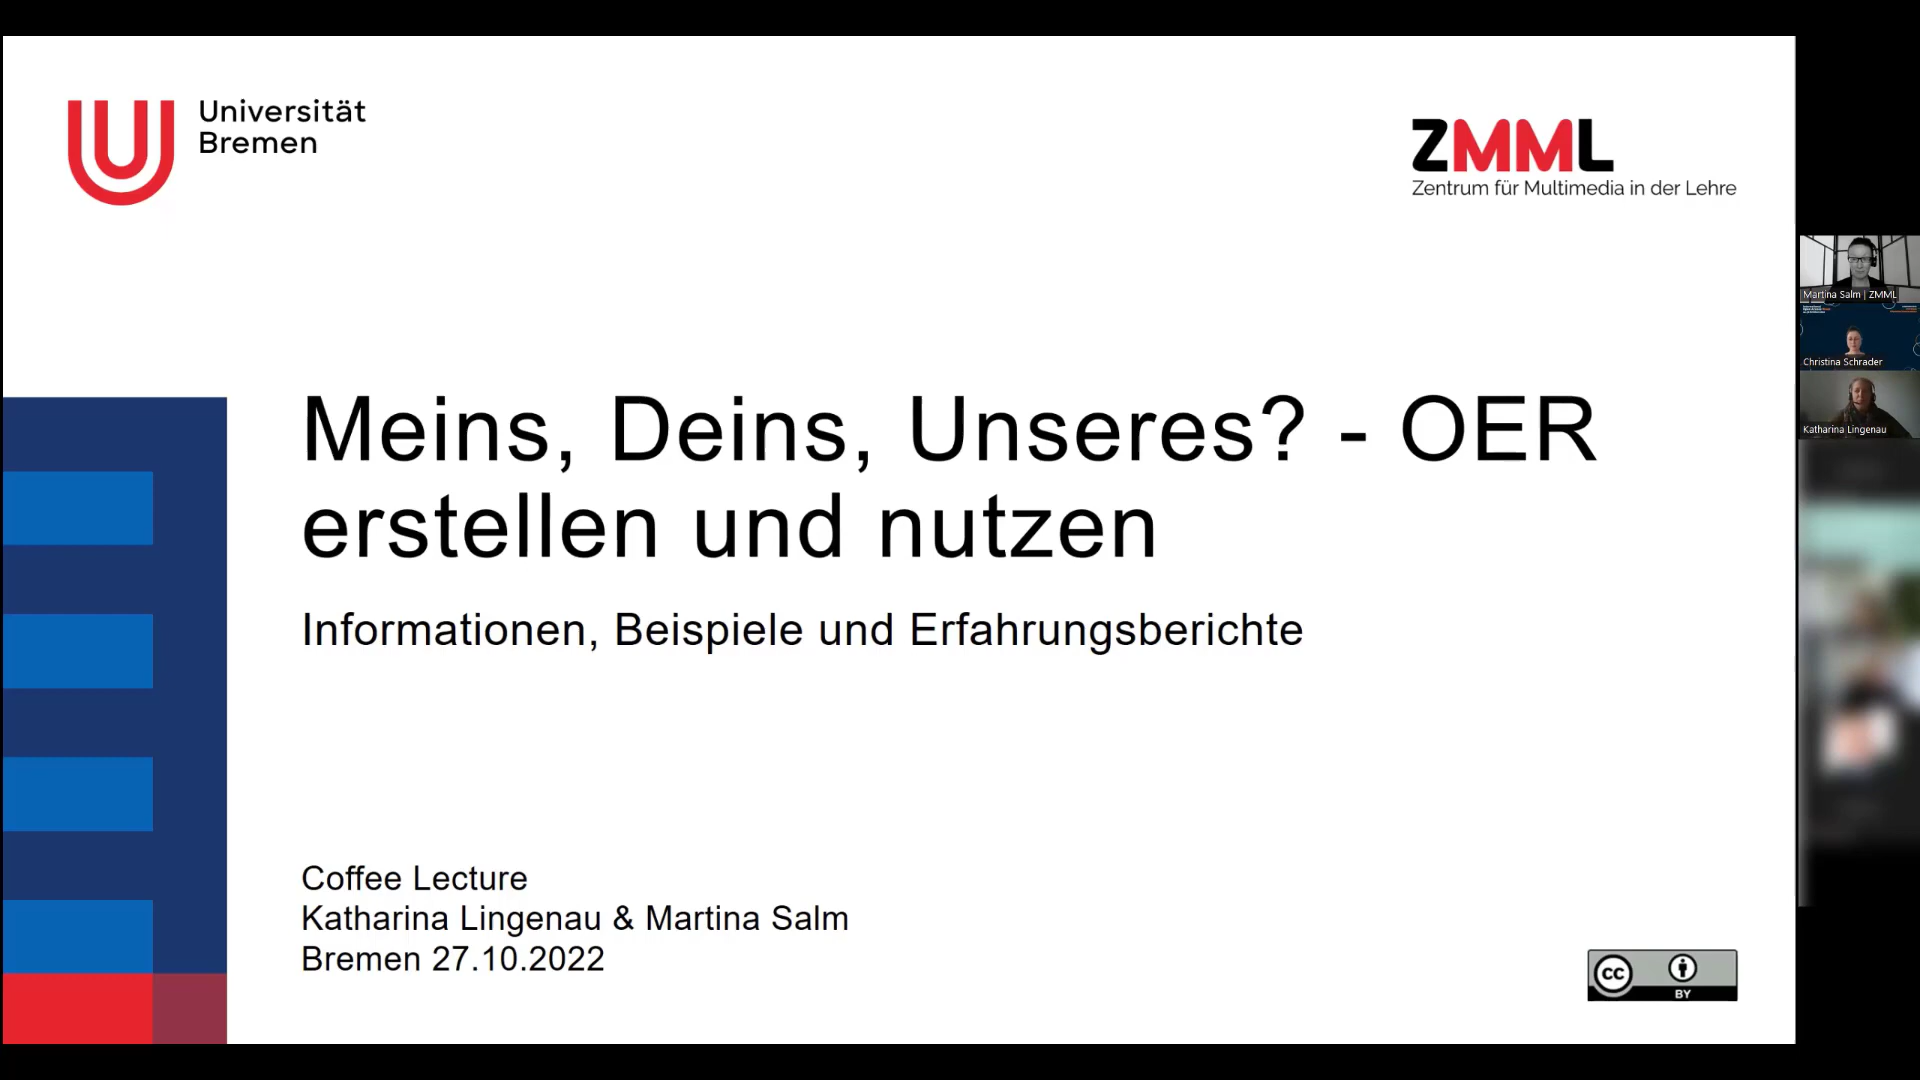 Universität
Bremen
ZMML
Zentrum für Multimedia in der Lehre
Meins, Deins, Unseres? - OER
erstellen und nutzen
Informationen, Beispiele und Erfahrungsberichte
Coffee Lecture
Katharina Lingenau & Martina Salm
Bremen 27.10.2022
cc
BY
Martina Salm | ZMML
Christina Schrader
Katharina Lingenau